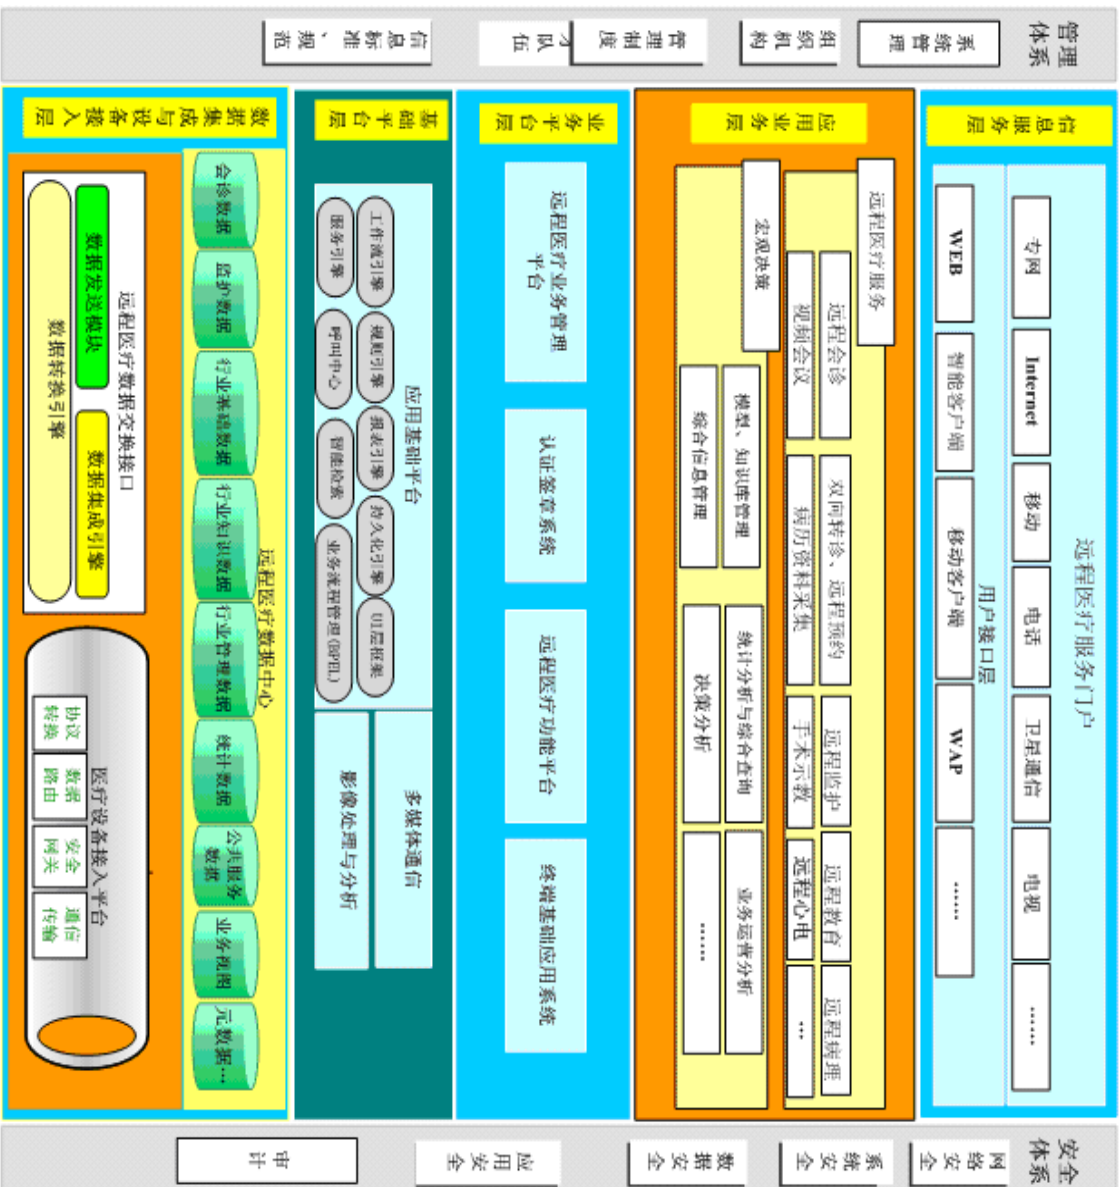 管理
体系
系统管
理
组织机
构
管理制
度
队
伍
信息标准、规
范
信息服务
层
远程医疗服务门户
专网
Internet
移动
电话
卫星通信
电视
……
用户接口层
WEB
智能客户端
移动客户端
WAP
……
应用业务
层
远程医疗服务
远程会诊
双向转诊、远程预约
远程监护
远程教育
远程病理
视频会议
病历资料采集
手术示教
远程心电
…
宏观决策
模型、知识库管理
统计分析与综合查询
业务运营分析
综合信息管理
决策分析
……
业务平台
层
远程医疗业务管理
平台
认证签章系统
远程医疗功能平台
终端基础应用系统
基础平台
层
应用基础平台
工作流引擎
规则引擎
报表引擎
持久化引擎
UI层框架
服务引擎
呼叫中心
智能检索
业务流程管理(BPEL)
多媒体通信
影像处理与分析
数据集成与设备接入
层
远程医疗数据中心
会诊数据
监护数据
行业基础数据
行业知识数据
行业管理数据
统计数据
公共服务
数据
业务视图
元数据…
远程医疗数据交换接口
数据发送模块
数据集成引擎
数据转换引擎
医疗设备接入平台
协议
转换
数据
路由
安全
网关
通信
传输
安全
体系
网络安
全
系统安
全
数据安
全
应用安
全
审
计